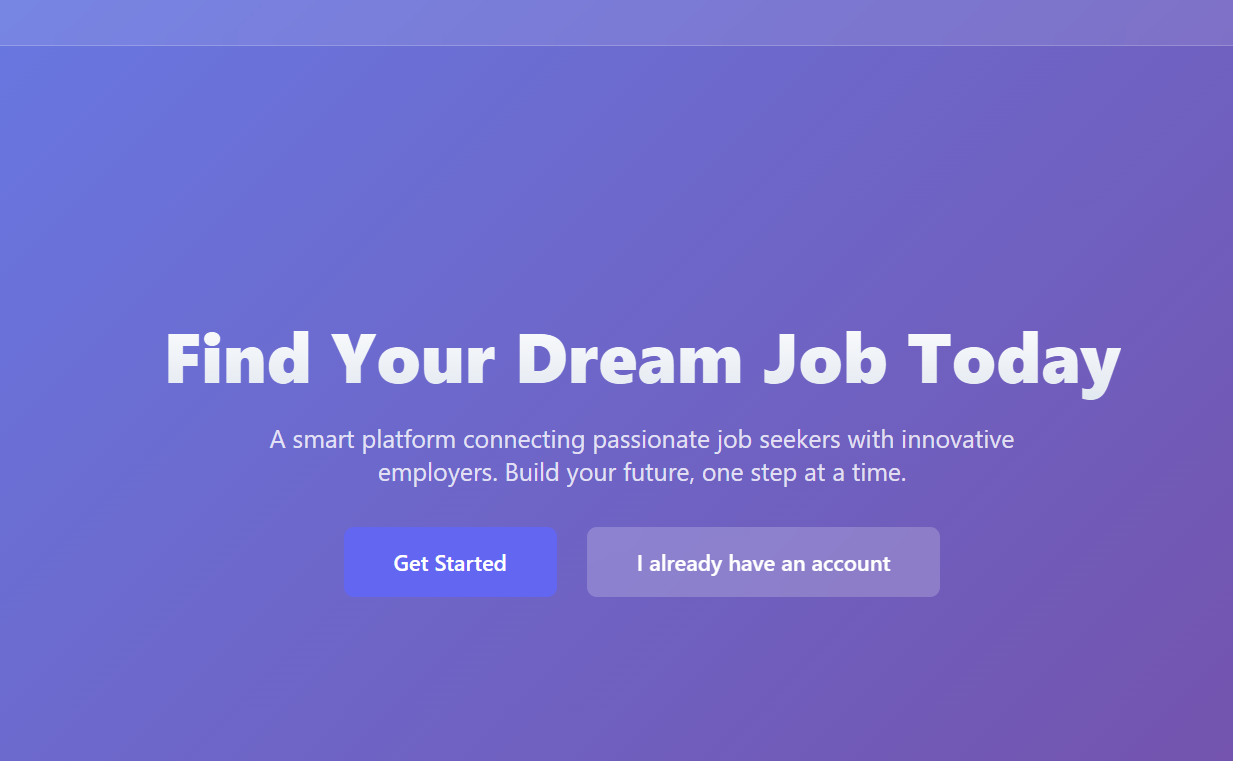 Find Your Dream Job Today
A smart platform connecting passionate job seekers with innovative
employers. Build your future, one step at a time.
Get Started
I already have an account